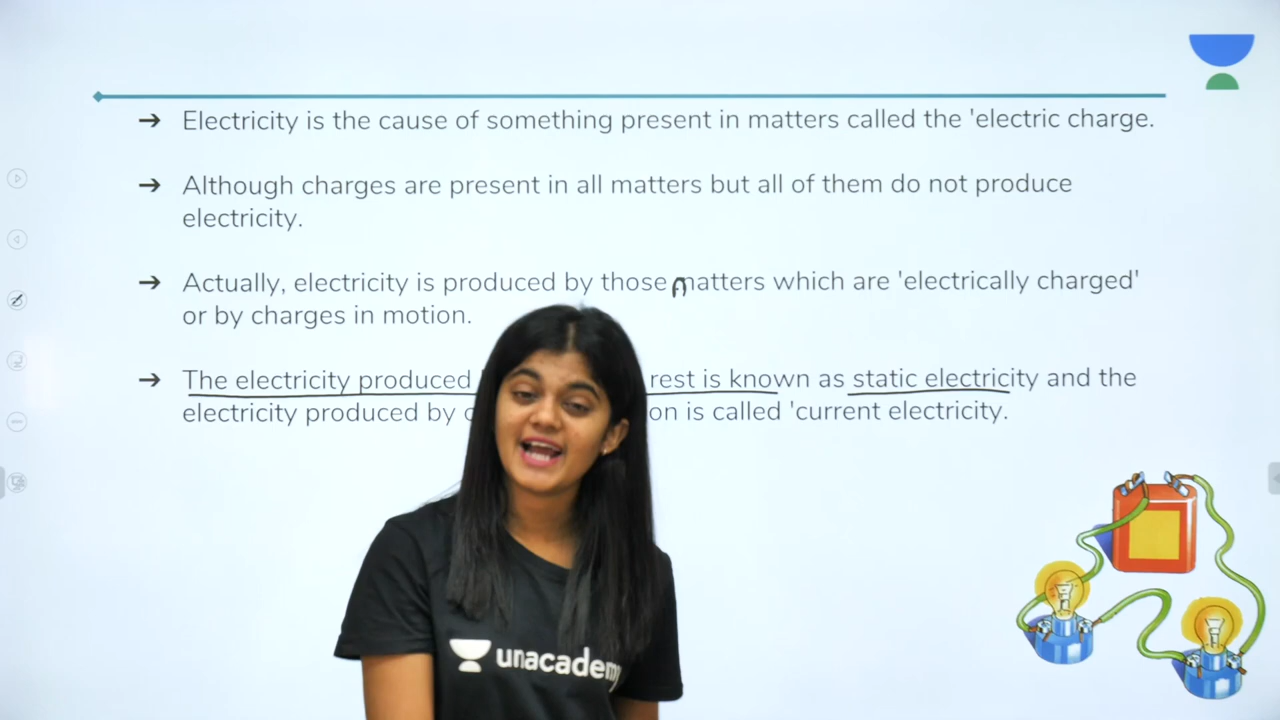 → Electricity is the cause of something present in matters called the 'electric charge.
→ Although charges are present in all matters but all of them do not produce
electricity.
→ Actually, electricity is produced by those matters which are 'electrically charged'
or by charges in motion.
→ The electricity produced rest is known as static electricity and the
electricity produced by is called 'current electricity.
unacademy